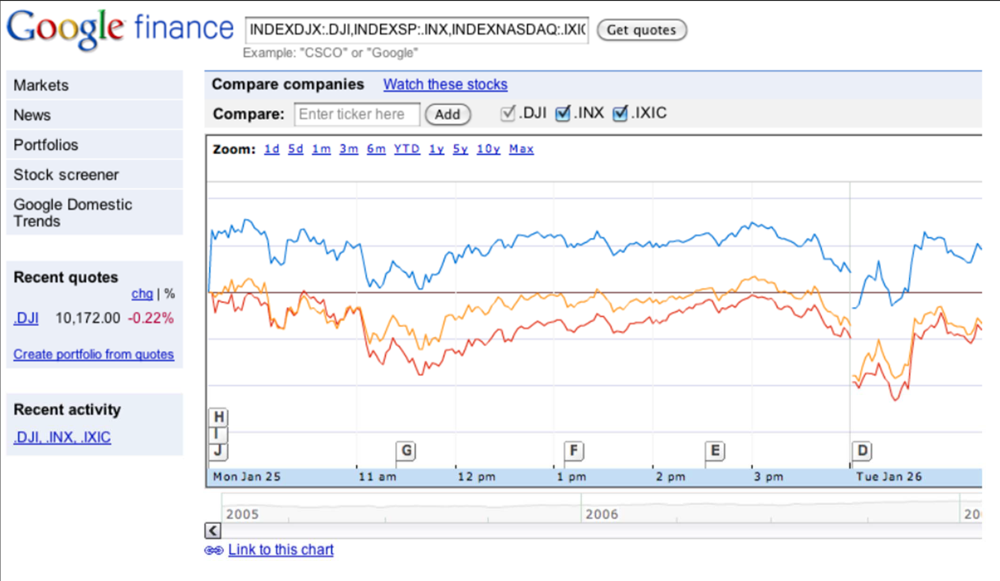 Google finance
INDEXDJX:.DJI,INDEXSP:.INX,INDEXNASDAQ:.IXIC
Get quotes
Example: "CSCO" or "Google"
Markets
News
Portfolios
Stock screener
Google Domestic
Trends
Recent quotes
chg | %
.DJI 10,172.00 -0.22%
Create portfolio from quotes
Recent activity
.DJI, .INX, .IXIC
Compare companies Watch these stocks
Compare: Enter ticker here Add .DJI .INX .IXIC
Zoom: 1d 5d 1m 3m 6m YTD 1y 5y 10y Max
H
I
J G F E D
Mon Jan 25 11 am 12 pm 1 pm 2 pm 3 pm Tue Jan 26
2005 2006 20
Link to this chart